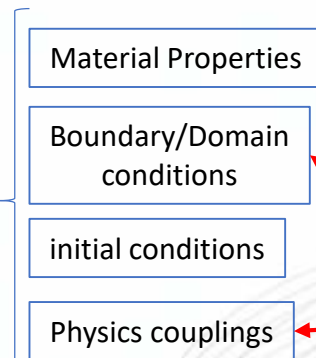 Material Properties
Boundary/Domain
conditions
initial conditions
Physics couplings